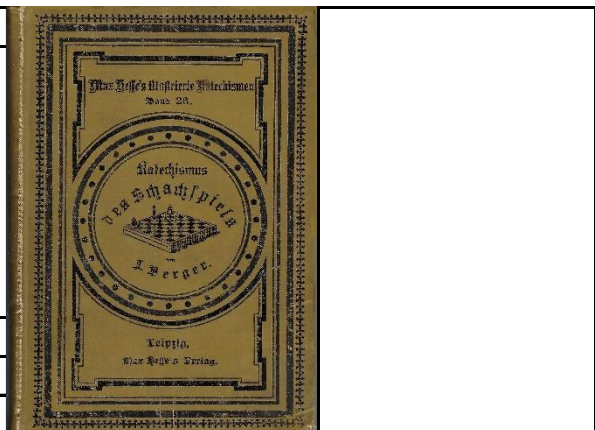 Max Hesse's illustrierte Katechismen
Band 26.
Katechismus
des Schachspiels
von
J. Berger.
Leipzig,
Max Hesse's Verlag.